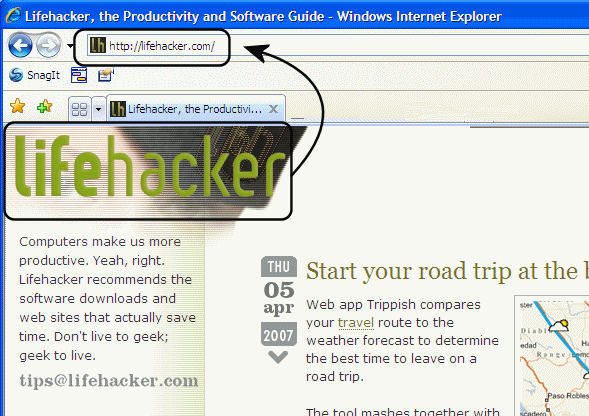 Lifehacker, the Productivity and Software Guide - Windows Internet Explorer
http://lifehacker.com/
SnagIt
Lifehacker, the Productivi...
lifehacker
Computers make us more
productive. Yeah, right.
Lifehacker recommends the
software downloads and
web sites that actually save
time. Don't live to geek;
geek to live.
tips@lifehacker.com
THU
05
apr
2007
Start your road trip at the b
Web app Trippish compares
your travel route to the
weather forecast to determine
the best time to leave on a
road trip.
The tool mashes together with
ster
Diabl
Range
Paso Robles
scadero